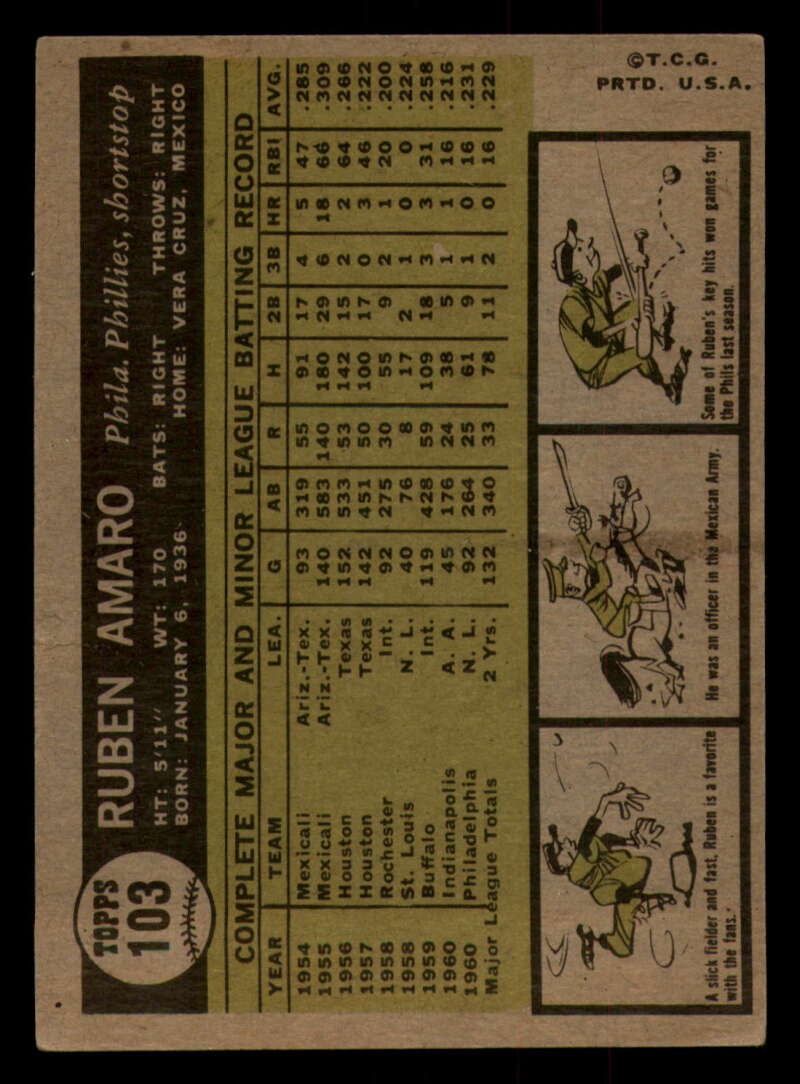 TOPPS
103
RUBEN AMARO Phila. Phillies, shortstop
HT: 5'11" WT: 170 BATS: RIGHT THROWS: RIGHT
BORN: JANUARY 6, 1936 HOME: VERA CRUZ, MEXICO
COMPLETE MAJOR AND MINOR LEAGUE BATTING RECORD
YEAR TEAM LEA. G AB R H 2B 3B HR RBI AVG.
1954 Mexicali Ariz.-Tex. 93 319 55 91 17 4 5 47 .285
1955 Mexicali Ariz.-Tex. 140 583 140 180 29 6 18 66 .309
1956 Houston Texas 152 533 53 142 15 2 2 64 .266
1957 Houston Texas 142 451 50 100 17 0 3 46 .222
1958 Rochester Int. 92 275 30 55 9 2 1 20 .200
1958 St. Louis N. L. 40 76 8 17 2 1 0 0 .224
1959 Buffalo Int. 119 428 59 109 18 3 3 31 .258
1960 Indianapolis A. A. 45 176 24 38 5 1 1 16 .216
1960 Philadelphia N. L. 92 264 25 61 9 1 0 16 .231
Major League Totals 2 Yrs. 132 340 33 78 11 2 0 16 .229
A slick fielder and fast, Ruben is a favorite
with the fans.
He was an officer in the Mexican Army.
Some of Ruben's key hits won games for
the Phils last season.
©T.C.G.
PRTD. U.S.A.